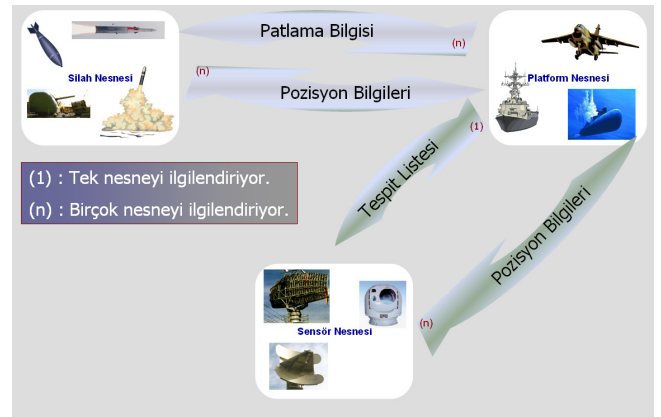 Patlama Bilgisi
(n)
Silah Nesnesi
(n)
Platform Nesnesi
Pozisyon Bilgileri
(1)
Tespit Listesi
(1) : Tek nesneyi ilgilendiriyor.
(n) : Birçok nesneyi ilgilendiriyor.
Pozisyon Bilgileri
(n)
Sensör Nesnesi